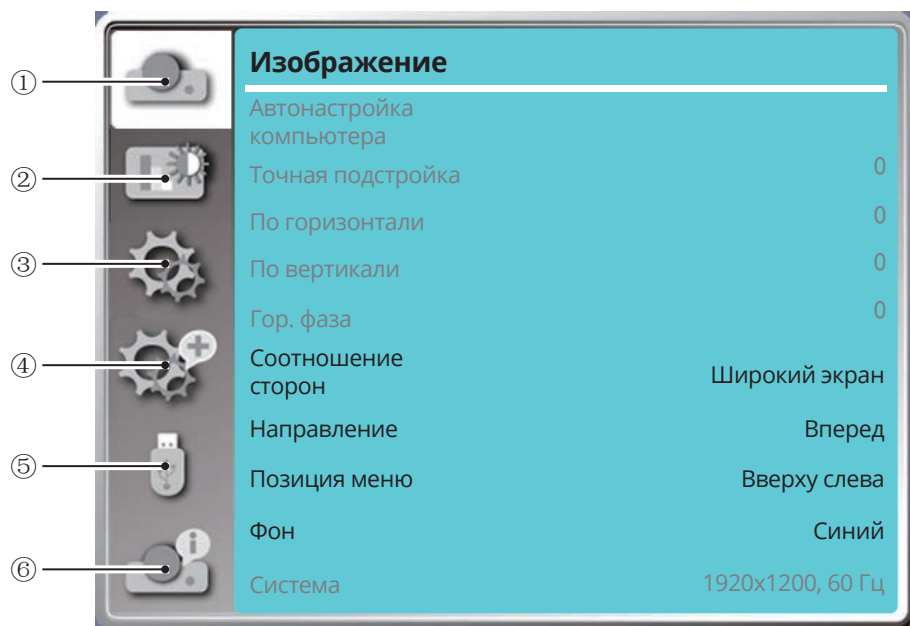 Изображение
① Автонастройка
компьютера
② Точная подстройка 0
По горизонтали 0
③ По вертикали 0
Гор. фаза 0
④ Соотношение
сторон Широкий экран
Направление Вперед
⑤ Позиция меню Вверху слева
Фон Синий
⑥ Система 1920x1200, 60 Гц